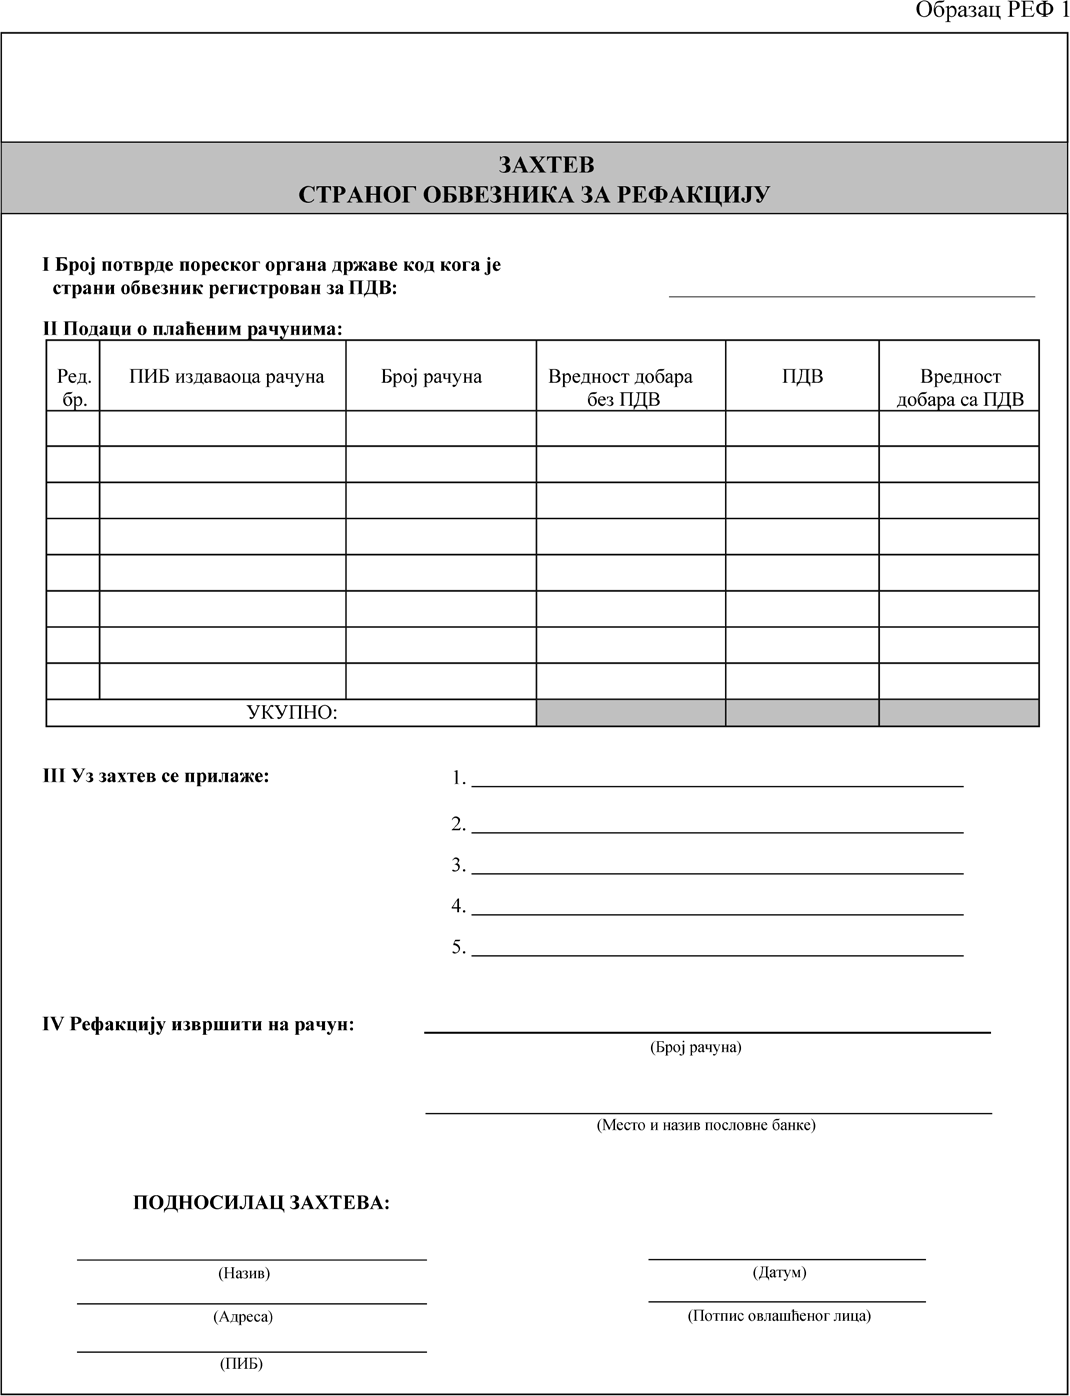 Образац РЕФ 1
ЗАХТЕВ
СТРАНОГ ОБВЕЗНИКА ЗА РЕФАКЦИЈУ
I Број потврде пореског органа државе код кога је
страни обвезник регистрован за ПДВ:
II Подаци о плаћеним рачунима:
Ред. бр.
ПИБ издаваоца рачуна
Број рачуна
Вредност добара
без ПДВ
ПДВ
Вредност
добара са ПДВ
УКУПНО:
III Уз захтев се прилаже:
1.
2.
3.
4.
5.
IV Рефакцију извршити на рачун:
(Број рачуна)
(Место и назив пословне банке)
ПОДНОСИЛАЦ ЗАХТЕВА:
(Назив)
(Датум)
(Адреса)
(Потпис овлашћеног лица)
(ПИБ)